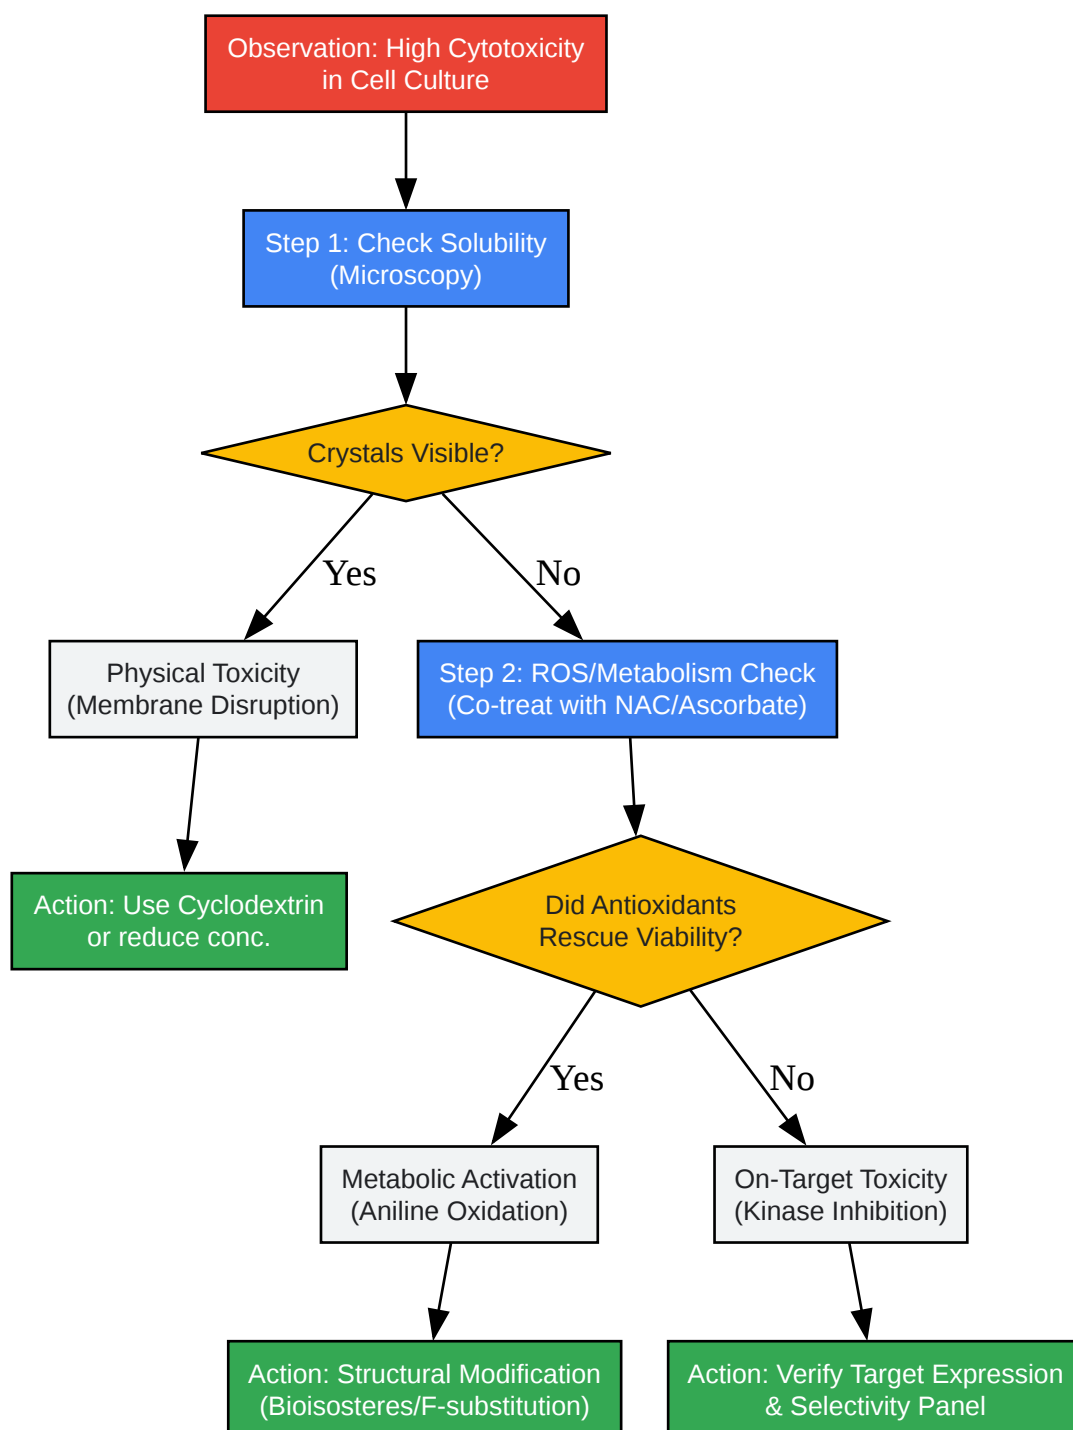 Observation: High Cytotoxicity
in Cell Culture
Step 1: Check Solubility
(Microscopy)
Crystals Visible?
Yes
No
Physical Toxicity
(Membrane Disruption)
Step 2: ROS/Metabolism Check
(Co-treat with NAC/Ascorbate)
Action: Use Cyclodextrin
or reduce conc.
Did Antioxidants
Rescue Viability?
Yes
No
Metabolic Activation
(Aniline Oxidation)
On-Target Toxicity
(Kinase Inhibition)
Action: Structural Modification
(Bioisosteres/F-substitution)
Action: Verify Target Expression
& Selectivity Panel